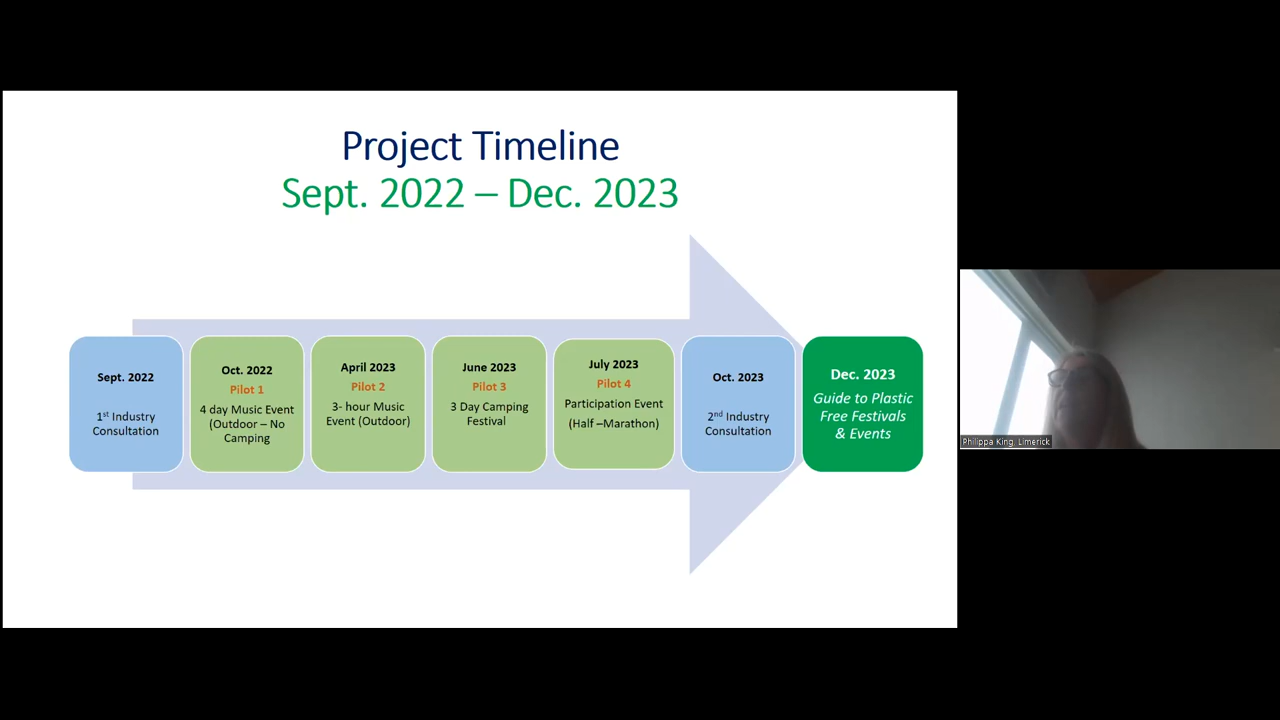 Project Timeline
Sept. 2022 – Dec. 2023
Sept. 2022
1st Industry
Consultation
Oct. 2022
Pilot 1
4 day Music Event
(Outdoor – No
Camping
April 2023
Pilot 2
3- hour Music
Event (Outdoor)
June 2023
Pilot 3
3 Day Camping
Festival
July 2023
Pilot 4
Participation Event
(Half –Marathon)
Oct. 2023
2nd Industry
Consultation
Dec. 2023
Guide to Plastic
Free Festivals
& Events
Philippa King, Limerick